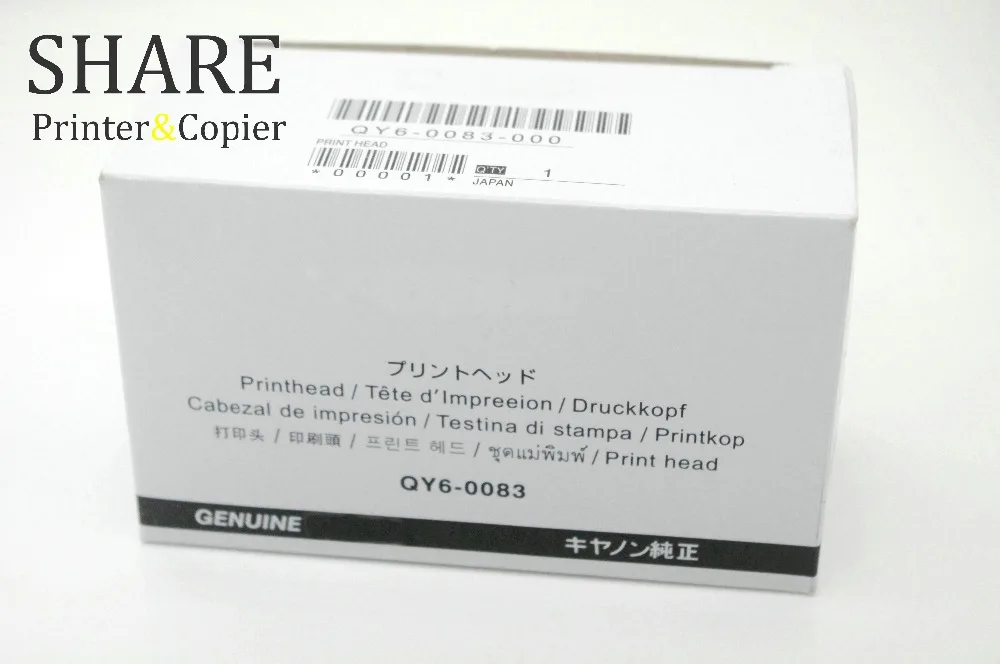 SHARE
Printer&Copier
QY6-0083-000
PRINT HEAD
*00001* Q'TY 1
JAPAN
プリントヘッド
Printhead / Tête d'Impreeion / Druckkopf
Cabezal de impresión / Testina di stampa / Printkop
打印头 / 印刷頭 / 프린트 헤드 / ชุดแม่พิมพ์ / Print head
QY6-0083
GENUINE
キヤノン純正